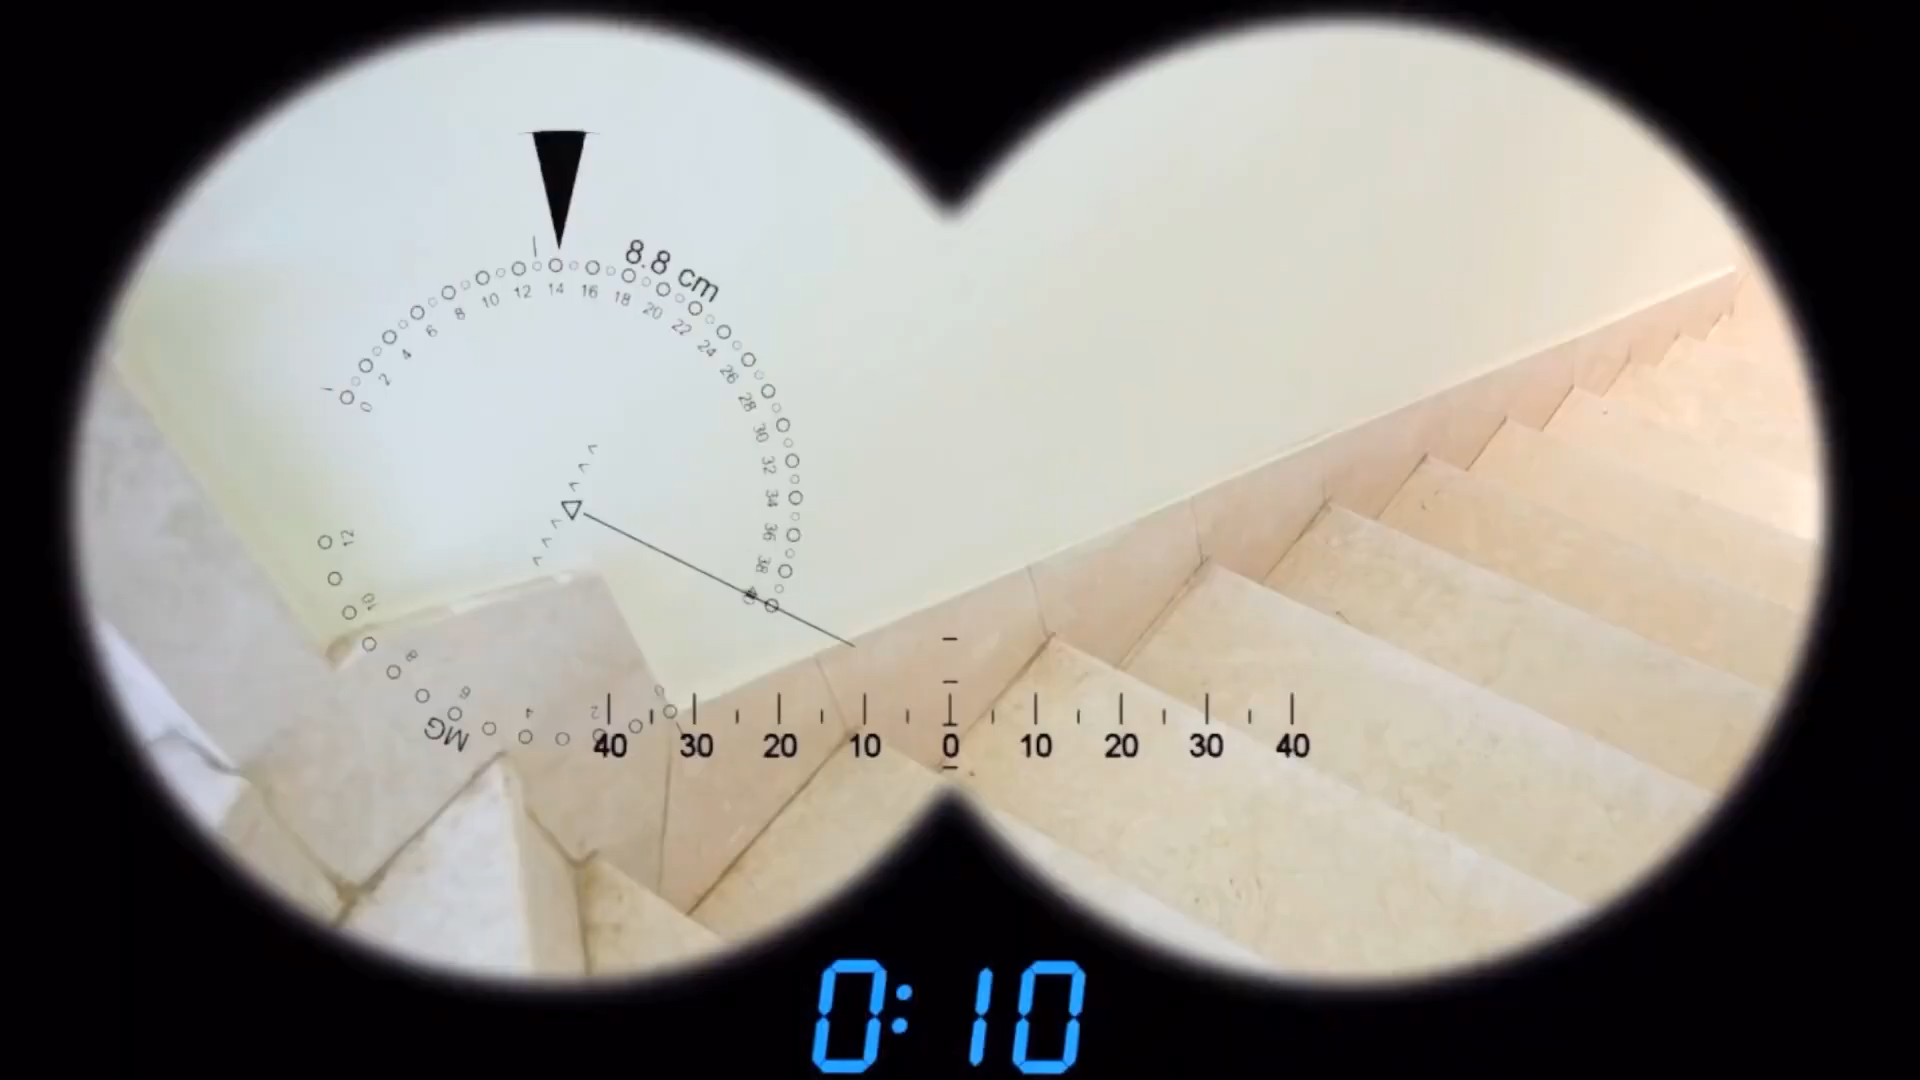 8.8 cm
0 2 4 6 8 10 12 14 16 18 20 22 24 26 28 30 32 34 36 38 40
12 10 8 6 4 2 0
MG
40 30 20 10 0 10 20 30 40
0:10